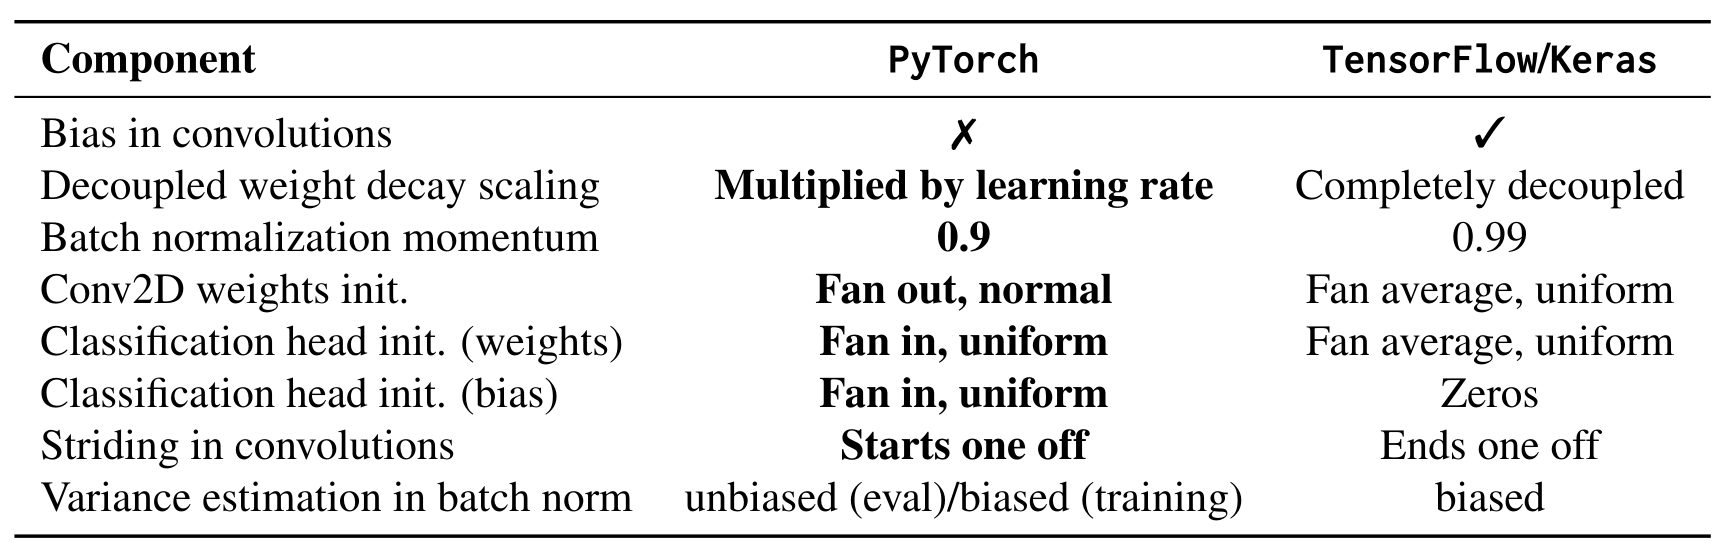 Component PyTorch TensorFlow/Keras
Bias in convolutions ✗ ✓
Decoupled weight decay scaling Multiplied by learning rate Completely decoupled
Batch normalization momentum 0.9 0.99
Conv2D weights init. Fan out, normal Fan average, uniform
Classification head init. (weights) Fan in, uniform Fan average, uniform
Classification head init. (bias) Fan in, uniform Zeros
Striding in convolutions Starts one off Ends one off
Variance estimation in batch norm unbiased (eval)/biased (training) biased